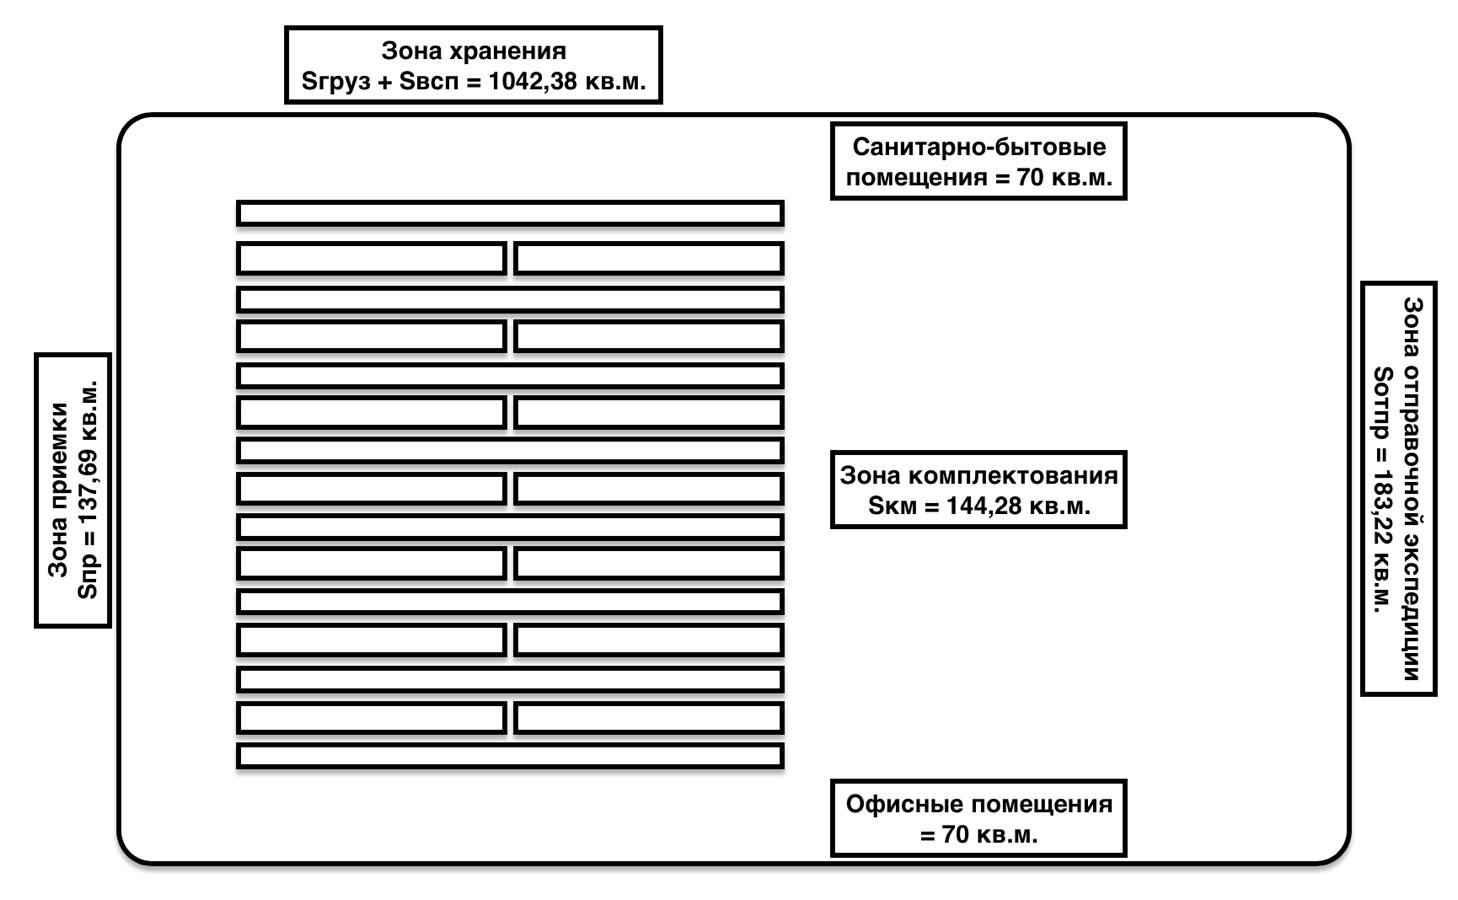 Зона хранения
Sгруз + Sвсп = 1042,38 кв.м.
Санитарно-бытовые
помещения = 70 кв.м.
Зона приемки
Sпр = 137,69 кв.м.
Зона комплектования
Sкм = 144,28 кв.м.
Зона отправочной экспедиции
Sотпр = 183,22 кв.м.
Офисные помещения
= 70 кв.м.